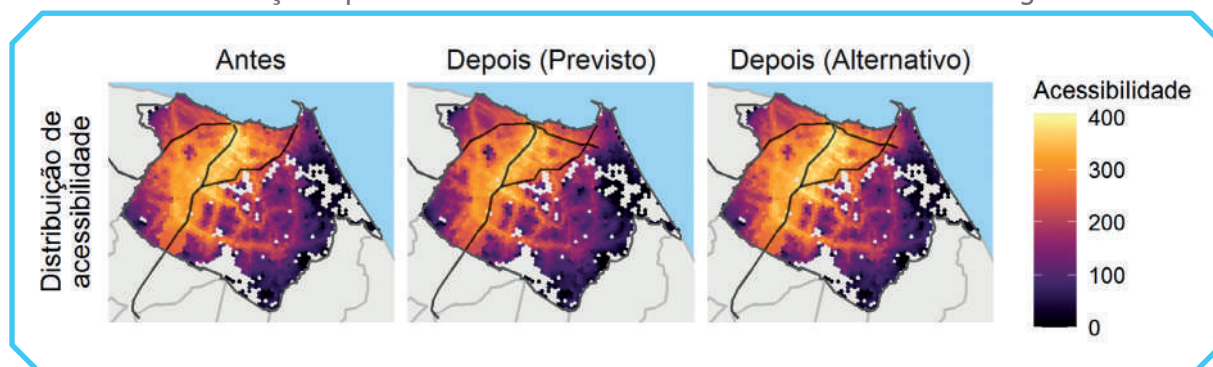 Antes
Depois (Previsto)
Depois (Alternativo)
Distribuição de
acessibilidade
Acessibilidade
400
300
200
100
0